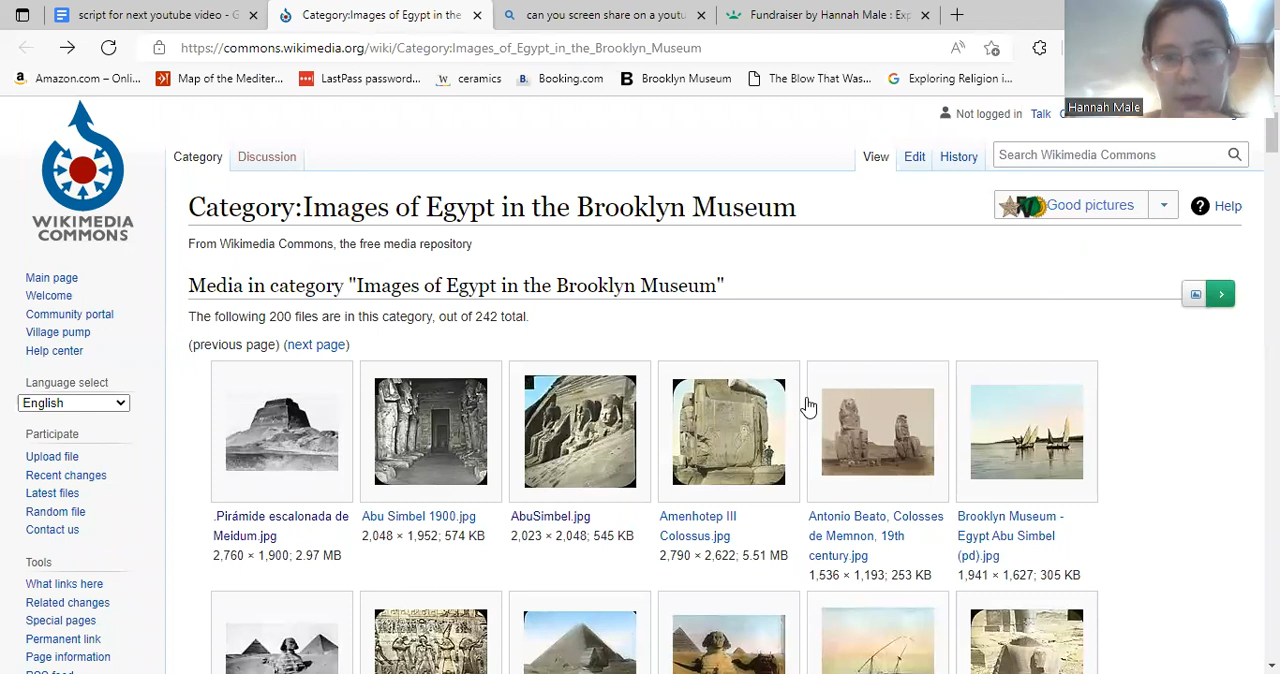 script for next youtube video - G
Category:Images of Egypt in the
can you screen share on a youtu
Fundraiser by Hannah Male : Exp
https://commons.wikimedia.org/wiki/Category:Images_of_Egypt_in_the_Brooklyn_Museum
Amazon.com – Onli...
Map of the Mediter...
LastPass password...
ceramics
Booking.com
Brooklyn Museum
The Blow That Was...
Exploring Religion i...
Hannah Male
Not logged in Talk
WIKIMEDIA
COMMONS
Category Discussion
View Edit History
Search Wikimedia Commons
Category:Images of Egypt in the Brooklyn Museum
Good pictures
Help
From Wikimedia Commons, the free media repository
Media in category "Images of Egypt in the Brooklyn Museum"
The following 200 files are in this category, out of 242 total.
(previous page) (next page)
Main page
Welcome
Community portal
Village pump
Help center
Language select
English
Participate
Upload file
Recent changes
Latest files
Random file
Contact us
Tools
What links here
Related changes
Special pages
Permanent link
Page information
.Pirámide escalonada de
Meidum.jpg
2,760 × 1,900; 2.97 MB
Abu Simbel 1900.jpg
2,048 × 1,952; 574 KB
AbuSimbel.jpg
2,023 × 2,048; 545 KB
Amenhotep III
Colossus.jpg
2,790 × 2,622; 5.51 MB
Antonio Beato, Colosses
de Memnon, 19th
century.jpg
1,536 × 1,193; 253 KB
Brooklyn Museum -
Egypt Abu Simbel
(pd).jpg
1,941 × 1,627; 305 KB